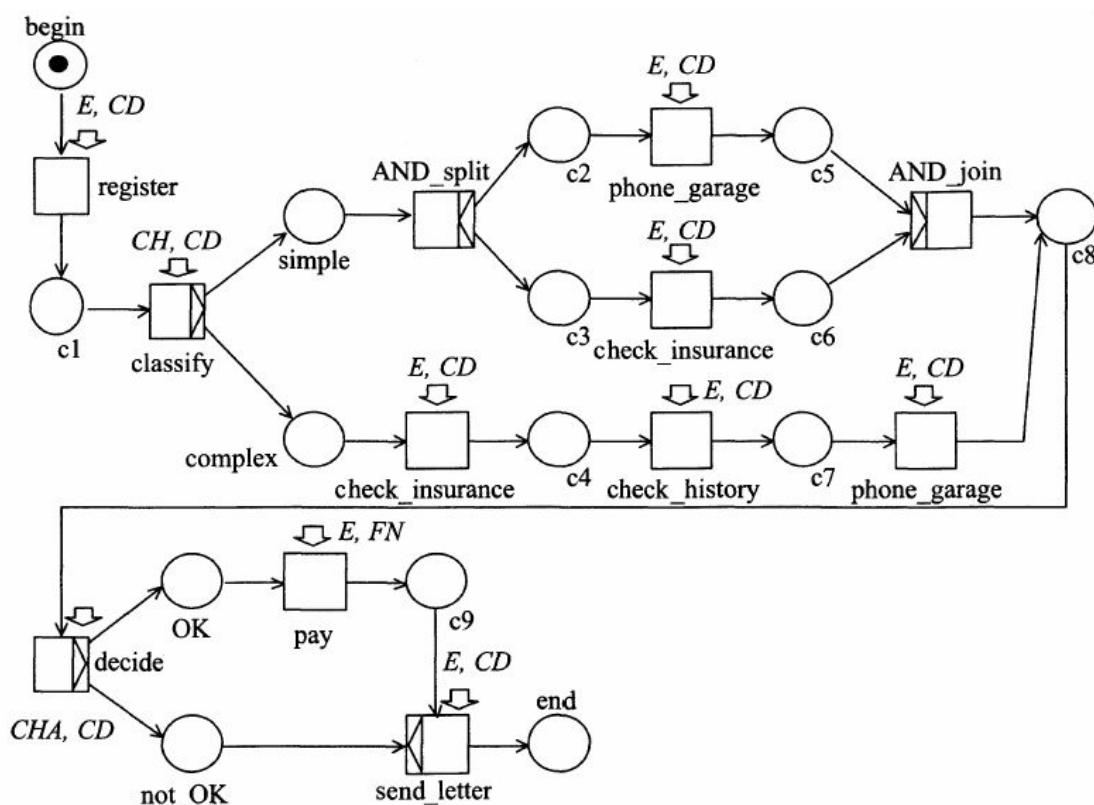 begin
E, CD
register
c1
CH, CD
classify
simple
AND_split
c2
E, CD
phone_garage
c5
AND_join
c8
c3
E, CD
check_insurance
c6
complex
E, CD
check_insurance
c4
E, CD
check_history
c7
E, CD
phone_garage
decide
CHA, CD
OK
E, FN
pay
c9
not_OK
E, CD
send_letter
end